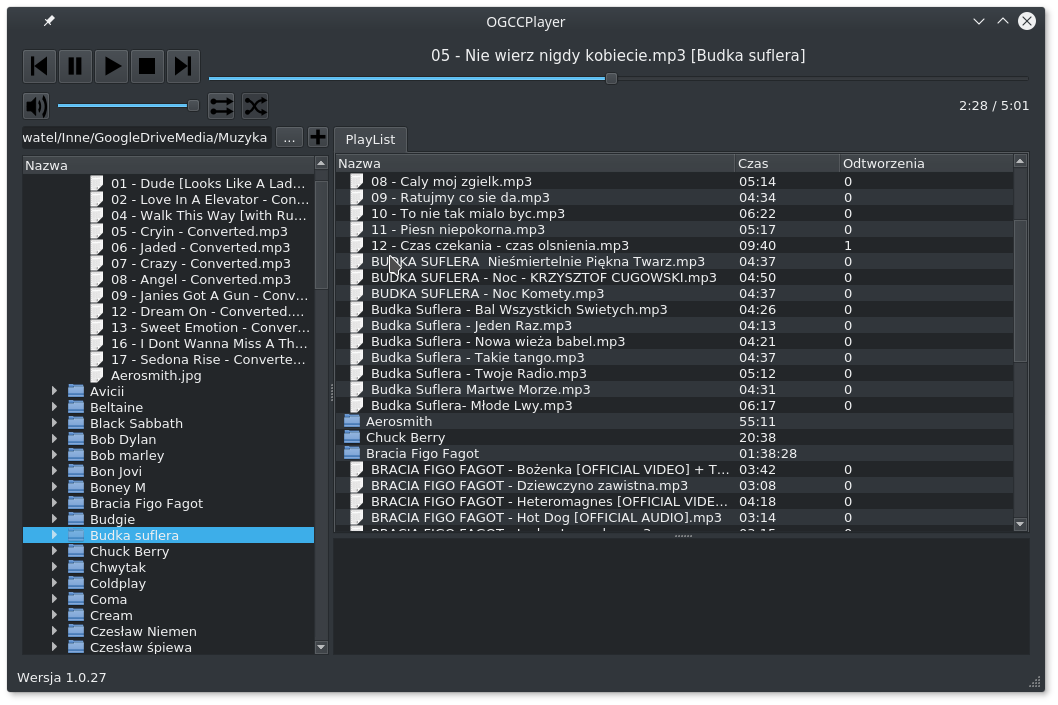 OGCCPlayer
05 - Nie wierz nigdy kobiecie.mp3 [Budka suflera]
2:28 / 5:01
watel/Inne/GoogleDriveMedia/Muzyka ...
Nazwa
01 - Dude [Looks Like A Lad...
02 - Love In A Elevator - Con...
04 - Walk This Way [with Ru...
05 - Cryin - Converted.mp3
06 - Jaded - Converted.mp3
07 - Crazy - Converted.mp3
08 - Angel - Converted.mp3
09 - Janies Got A Gun - Conv...
12 - Dream On - Converted....
13 - Sweet Emotion - Conver...
16 - I Dont Wanna Miss A Th...
17 - Sedona Rise - Converte...
Aerosmith.jpg
Avicii
Beltaine
Black Sabbath
Bob Dylan
Bob marley
Bon Jovi
Boney M
Bracia Figo Fagot
Budgie
Budka suflera
Chuck Berry
Chwytak
Coldplay
Coma
Cream
Czesław Niemen
Czesław śpiewa
PlayList
Nazwa Czas Odtworzenia
08 - Caly moj zgielk.mp3 05:14 0
09 - Ratujmy co sie da.mp3 04:34 0
10 - To nie tak mialo byc.mp3 06:22 0
11 - Piesn niepokorna.mp3 05:17 0
12 - Czas czekania - czas olsnienia.mp3 09:40 1
BUDKA SUFLERA  Nieśmiertelnie Piękna Twarz.mp3 04:37 0
BUDKA SUFLERA - Noc - KRZYSZTOF CUGOWSKI.mp3 04:50 0
BUDKA SUFLERA - Noc Komety.mp3 04:37 0
Budka Suflera - Bal Wszystkich Swietych.mp3 04:26 0
Budka Suflera - Jeden Raz.mp3 04:13 0
Budka Suflera - Nowa wieża babel.mp3 04:21 0
Budka Suflera - Takie tango.mp3 04:37 0
Budka Suflera - Twoje Radio.mp3 05:12 0
Budka Suflera Martwe Morze.mp3 04:31 0
Budka Suflera- Młode Lwy.mp3 06:17 0
Aerosmith 55:11
Chuck Berry 20:38
Bracia Figo Fagot 01:38:28
BRACIA FIGO FAGOT - Bożenka [OFFICIAL VIDEO] + T... 03:42 0
BRACIA FIGO FAGOT - Dziewczyno zawistna.mp3 03:08 0
BRACIA FIGO FAGOT - Heteromagnes [OFFICIAL VIDE... 04:18 0
BRACIA FIGO FAGOT - Hot Dog [OFFICIAL AUDIO].mp3 03:14 0
Wersja 1.0.27